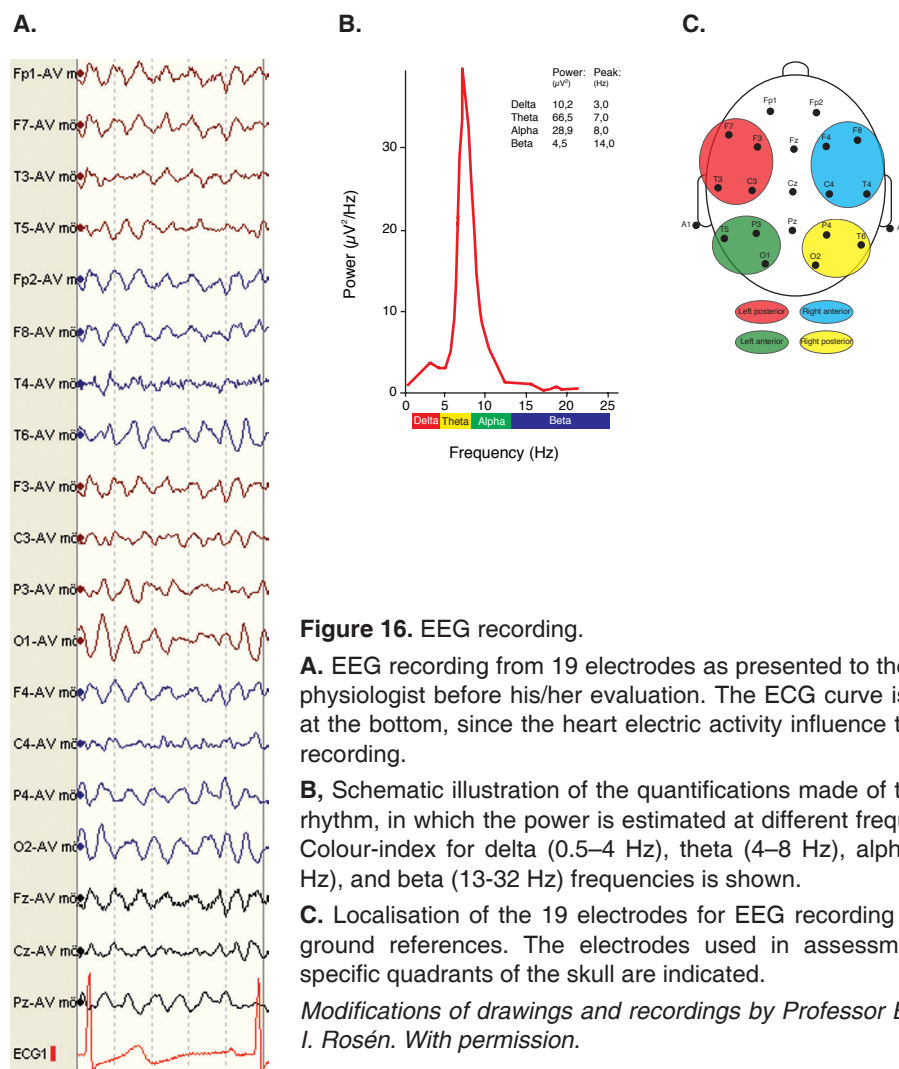 A.
Fp1-AV m
F7-AV mö
T3-AV mö
T5-AV mö
Fp2-AV mö
F8-AV mö
T4-AV mö
T6-AV mö
F3-AV mö
C3-AV mö
P3-AV mö
O1-AV mö
F4-AV mö
C4-AV mö
P4-AV mö
O2-AV mö
Fz-AV mö
Cz-AV mö
Pz-AV mö
ECG1
B.
Power: Peak:
(µV²) (Hz)
Delta 10,2 3,0
Theta 66,5 7,0
Alpha 28,9 8,0
Beta 4,5 14,0
Power (µV²/Hz)
30
20
10
0
0 5 10 15 20 25
Delta Theta Alpha Beta
Frequency (Hz)
C.
Fp1 Fp2
F7 F3 Fz F4 F8
T3 C3 Cz C4 T4
A1 T5 P3 Pz P4 T6 A
O1 O2
Left posterior Right anterior
Left anterior Right posterior
Figure 16. EEG recording.
A. EEG recording from 19 electrodes as presented to the
physiologist before his/her evaluation. The ECG curve is
at the bottom, since the heart electric activity influence t
recording.
B, Schematic illustration of the quantifications made of t
rhythm, in which the power is estimated at different frequ
Colour-index for delta (0.5–4 Hz), theta (4–8 Hz), alph
Hz), and beta (13-32 Hz) frequencies is shown.
C. Localisation of the 19 electrodes for EEG recording
ground references. The electrodes used in assessm
specific quadrants of the skull are indicated.
Modifications of drawings and recordings by Professor E
I. Rosén. With permission.